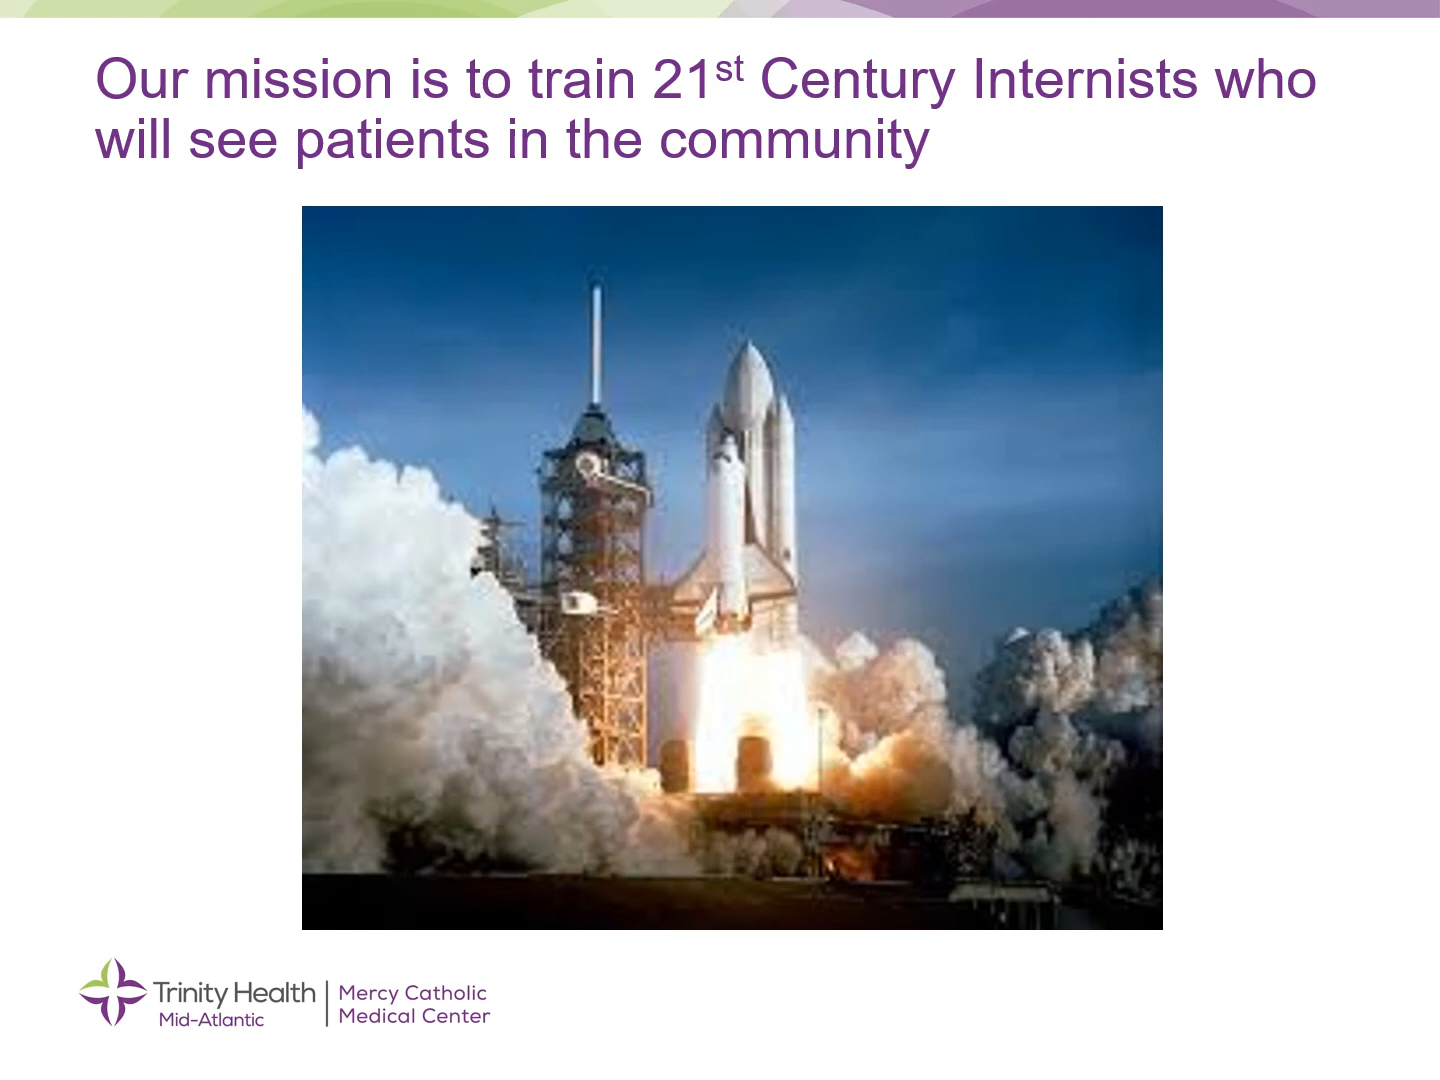 Our mission is to train 21st Century Internists who
will see patients in the community
Trinity Health
Mid-Atlantic
Mercy Catholic
Medical Center